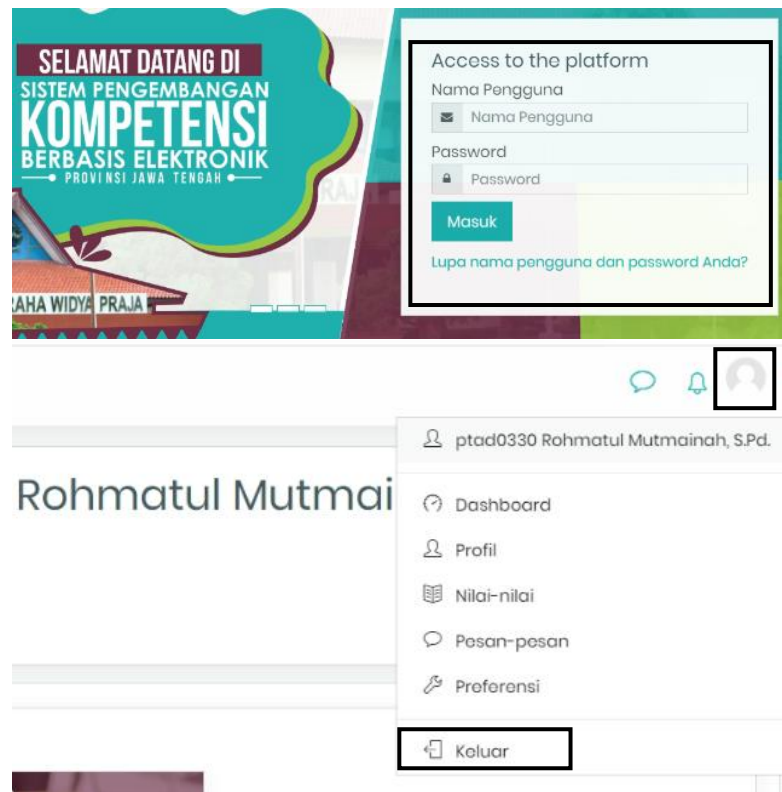 SELAMAT DATANG DI
SISTEM PENGEMBANGAN
KOMPETENSI
BERBASIS ELEKTRONIK
PROVINSI JAWA TENGAH
RAHA WIDYA PRAJA
Access to the platform
Nama Pengguna
Nama Pengguna
Password
Password
Masuk
Lupa nama pengguna dan password Anda?
ptad0330 Rohmatul Mutmainah, S.Pd.
Rohmatul Mutmai
Dashboard
Profil
Nilai-nilai
Pesan-pesan
Preferensi
Keluar